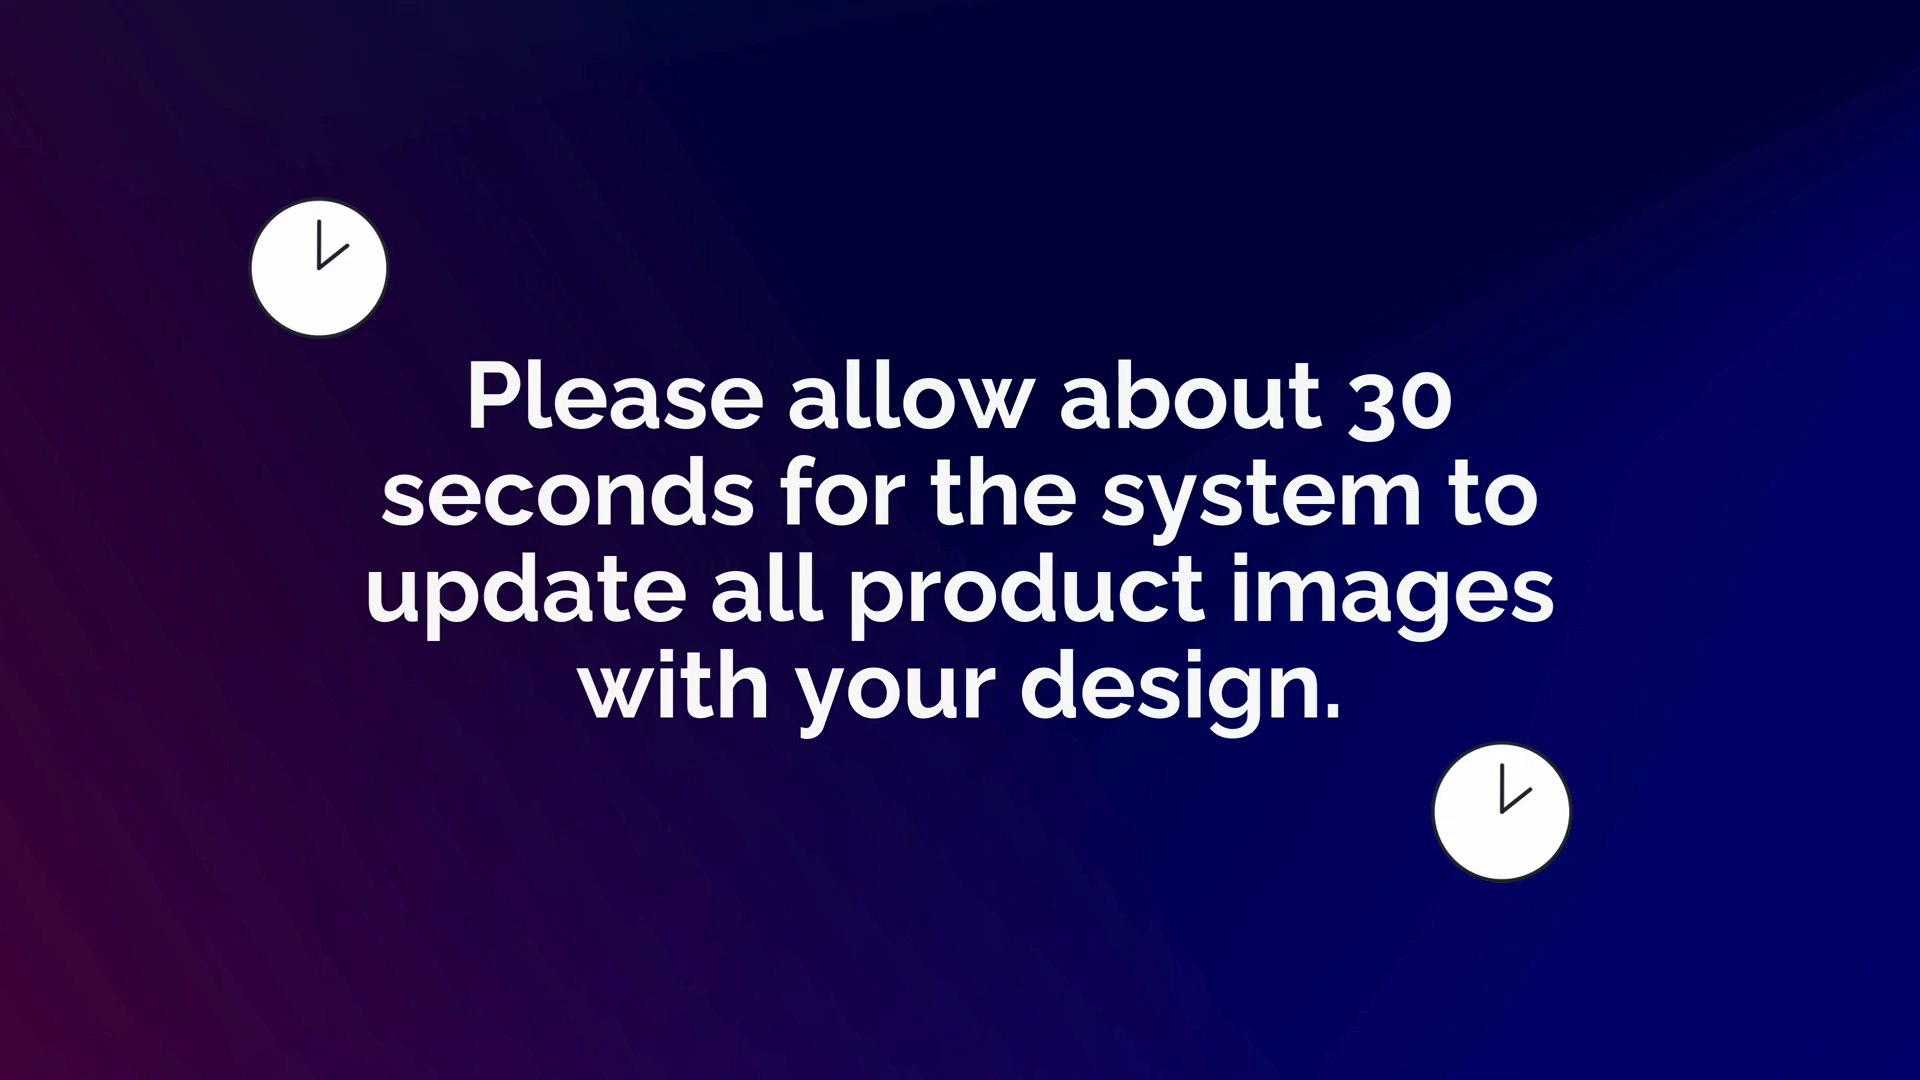 Please allow about 30
seconds for the system to
update all product images
with your design.